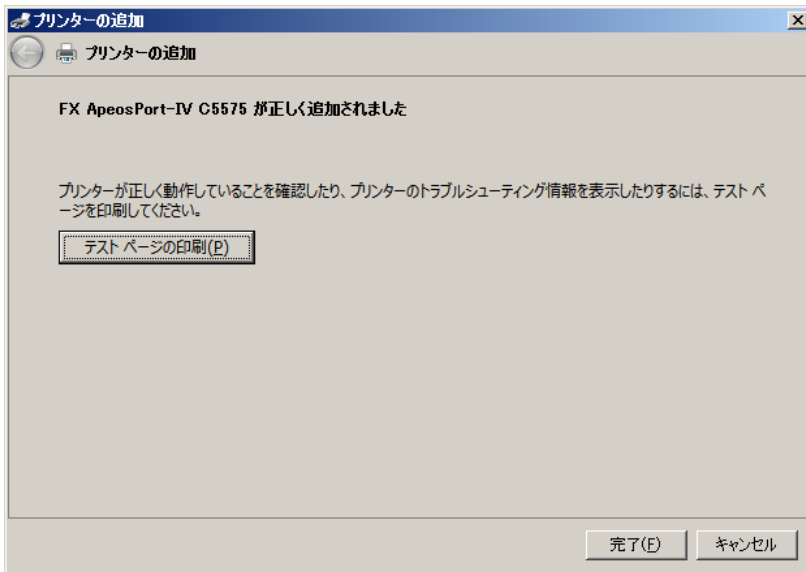 プリンターの追加
プリンターの追加
FX ApeosPort-IV C5575 が正しく追加されました
プリンターが正しく動作していることを確認したり、プリンターのトラブルシューティング情報を表示したりするには、テスト ペ
ージを印刷してください。
テスト ページの印刷(P)
完了(F)
キャンセル